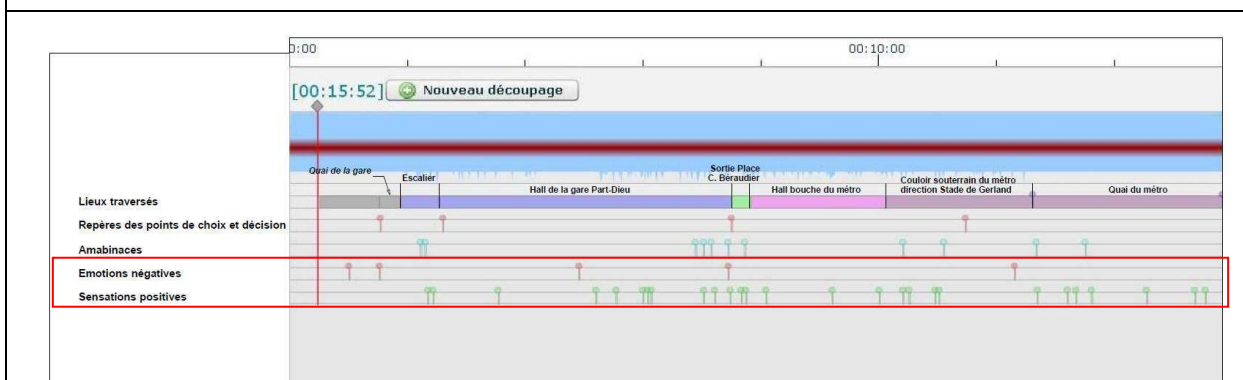 0:00 00:10:00
[00:15:52] Nouveau découpage
Quai de la gare
Escalier
Hall de la gare Part-Dieu
Sortie Place
C. Béraudier
Hall bouche du métro
Couloir souterrain du métro
direction Stade de Gerland
Quai du métro
Lieux traversés
Repères des points de choix et décision
Amabinaces
Emotions négatives
Sensations positives